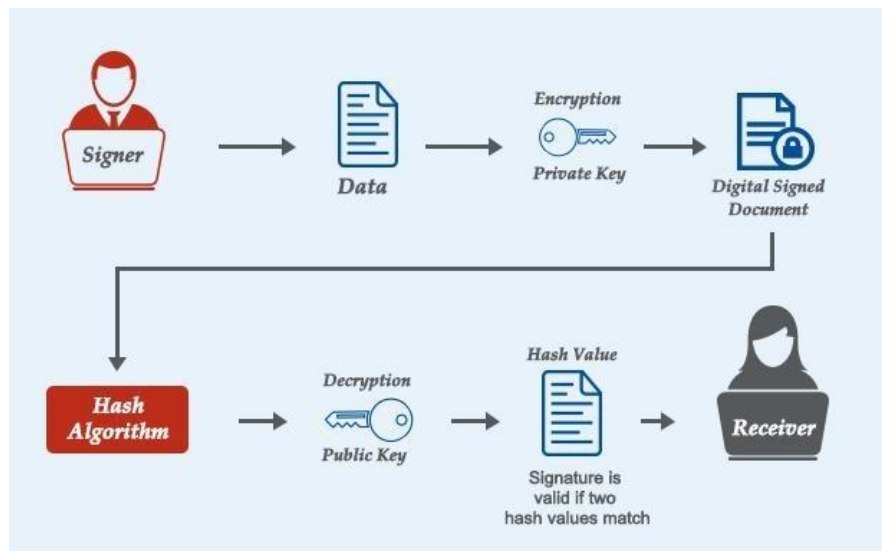 Signer
Data
Encryption
Private Key
Digital Signed
Document
Hash
Algorithm
Decryption
Public Key
Hash Value
Signature is
valid if two
hash values match
Receiver